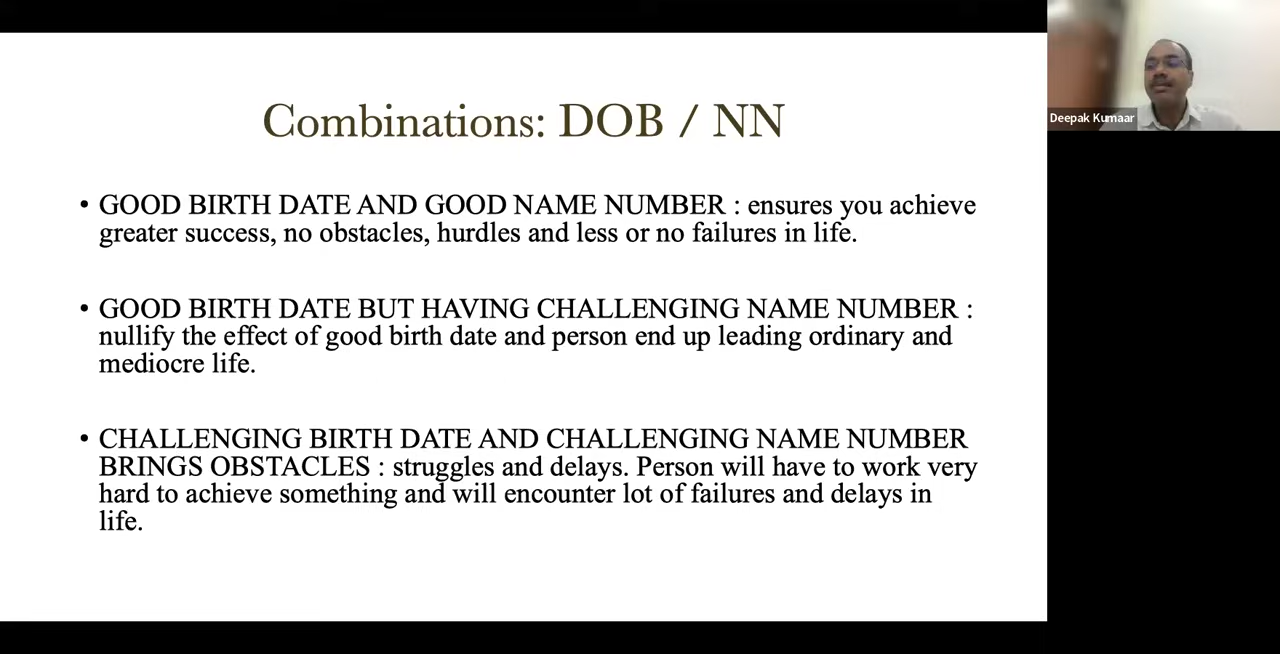 Combinations: DOB / NN
• GOOD BIRTH DATE AND GOOD NAME NUMBER : ensures you achieve
greater success, no obstacles, hurdles and less or no failures in life.
• GOOD BIRTH DATE BUT HAVING CHALLENGING NAME NUMBER :
nullify the effect of good birth date and person end up leading ordinary and
mediocre life.
• CHALLENGING BIRTH DATE AND CHALLENGING NAME NUMBER
BRINGS OBSTACLES : struggles and delays. Person will have to work very
hard to achieve something and will encounter lot of failures and delays in
life.
Deepak Kumaar